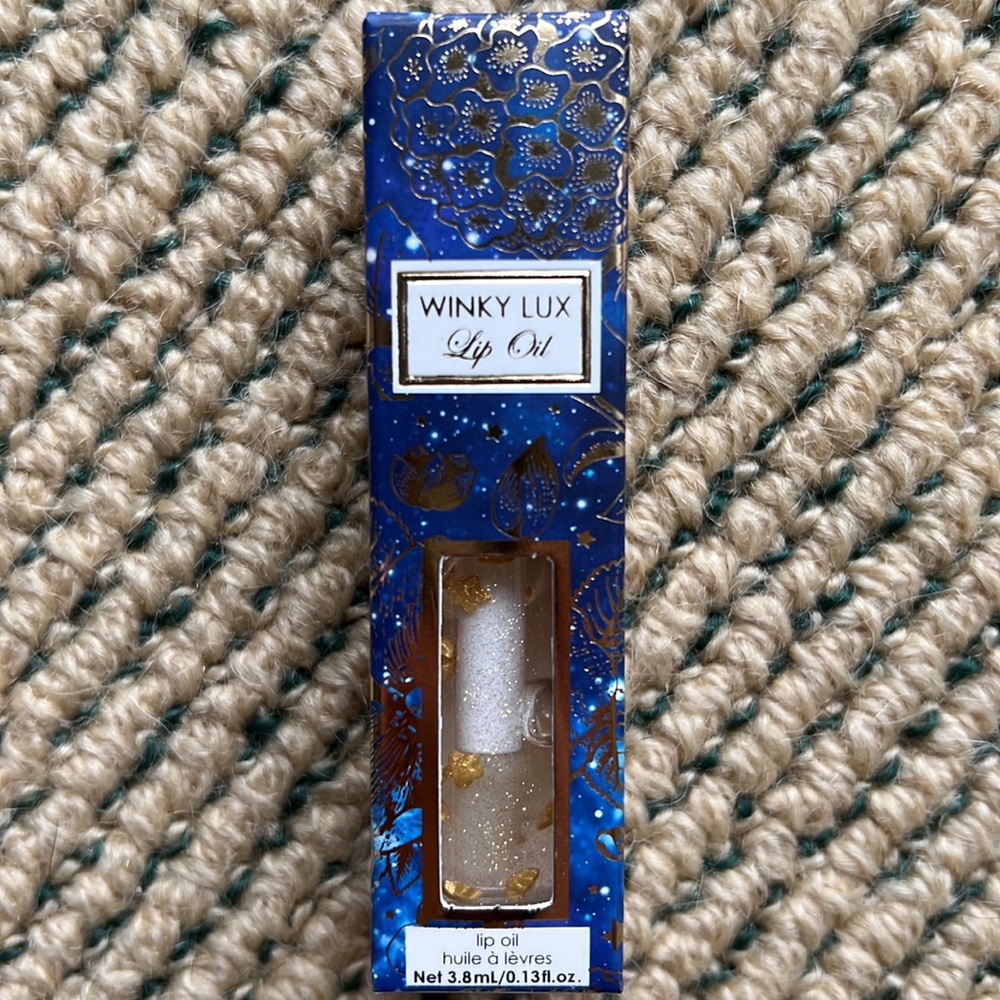 WINKY LUX
Lip Oil
lip oil
huile à lèvres
Net 3.8mL/0.13fl.oz.